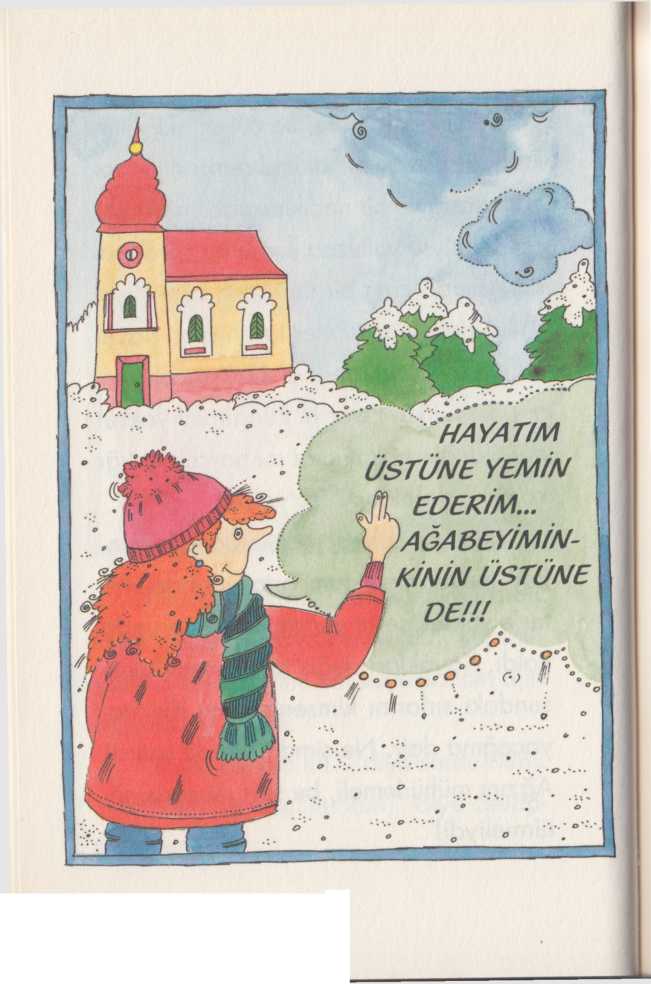 HAYATIM
ÜSTÜNE YEMİN
EDERİM...
AĞABEYİMİN-
KİNİN ÜSTÜNE
DE!!!